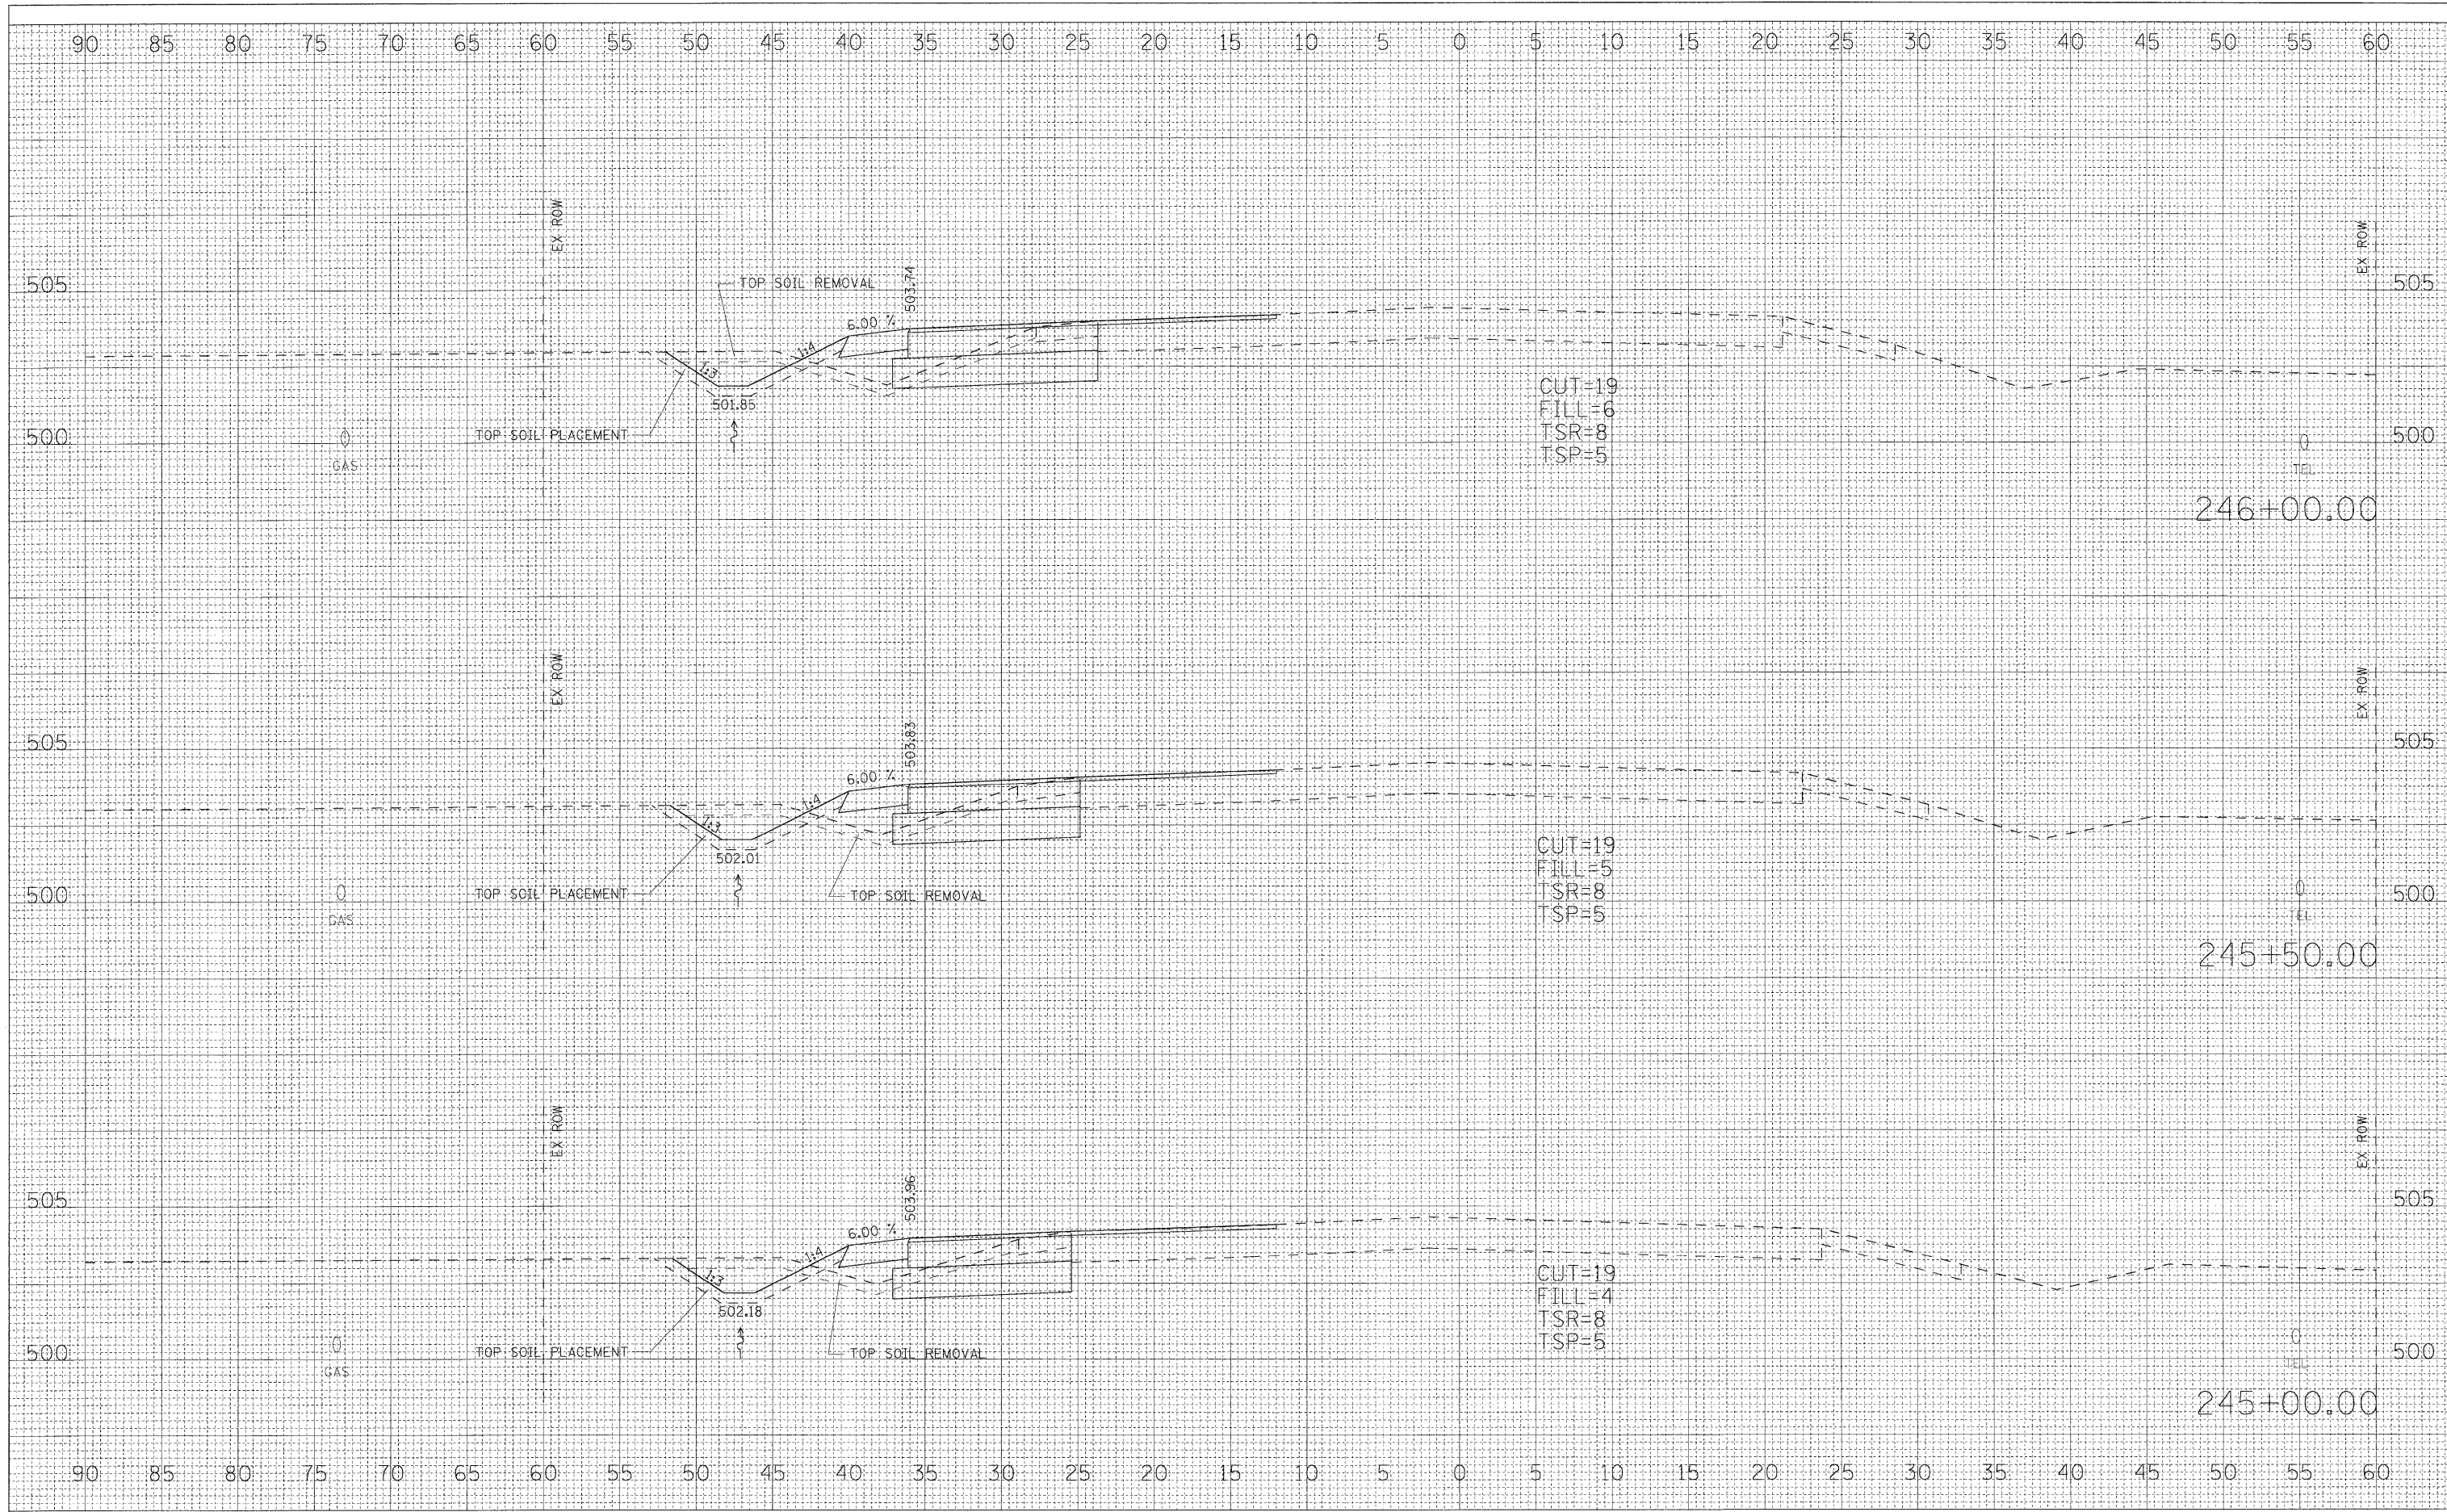 90 85 80 75 70 65 60 55 50 45 40 35 30 25 20 15 10 5 0 5 10 15 20 25 30 35 40 45 50 55 60
EX ROW
EX ROW
505
TOP SOIL REMOVAL
503.74
505
6.00 %
1:4
1:3
501.85
CUT=19
FILL=6
TSR=8
TSP=5
500
GAS
TOP SOIL PLACEMENT
TEL
500
246+00.00
EX ROW
EX ROW
505
503.83
505
6.00 %
1:4
1:3
502.01
CUT=19
FILL=5
TSR=8
TSP=5
500
GAS
TOP SOIL PLACEMENT
TOP SOIL REMOVAL
TEL
500
245+50.00
EX ROW
EX ROW
505
503.96
505
6.00 %
1:4
1:3
502.18
CUT=19
FILL=4
TSR=8
TSP=5
500
GAS
TOP SOIL PLACEMENT
TOP SOIL REMOVAL
TEL
500
245+00.00
90 85 80 75 70 65 60 55 50 45 40 35 30 25 20 15 10 5 0 5 10 15 20 25 30 35 40 45 50 55 60